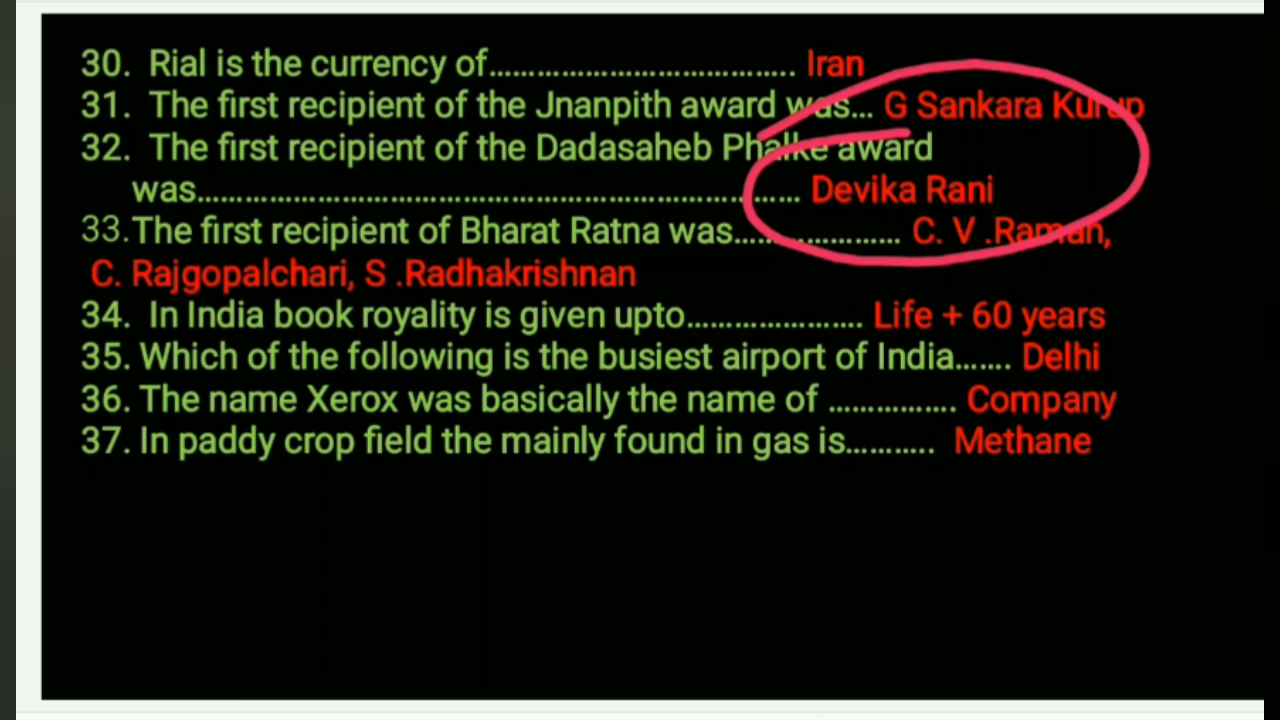 30. Rial is the currency of……………………………….. Iran
31. The first recipient of the Jnanpith award was... G Sankara Kurup
32. The first recipient of the Dadasaheb Phalke award
was………………………………………………………………… Devika Rani
33.The first recipient of Bharat Ratna was………………… C. V .Raman,
C. Rajgopalchari, S .Radhakrishnan
34. In India book royality is given upto…………………. Life + 60 years
35. Which of the following is the busiest airport of India……. Delhi
36. The name Xerox was basically the name of ……………. Company
37. In paddy crop field the mainly found in gas is……….. Methane